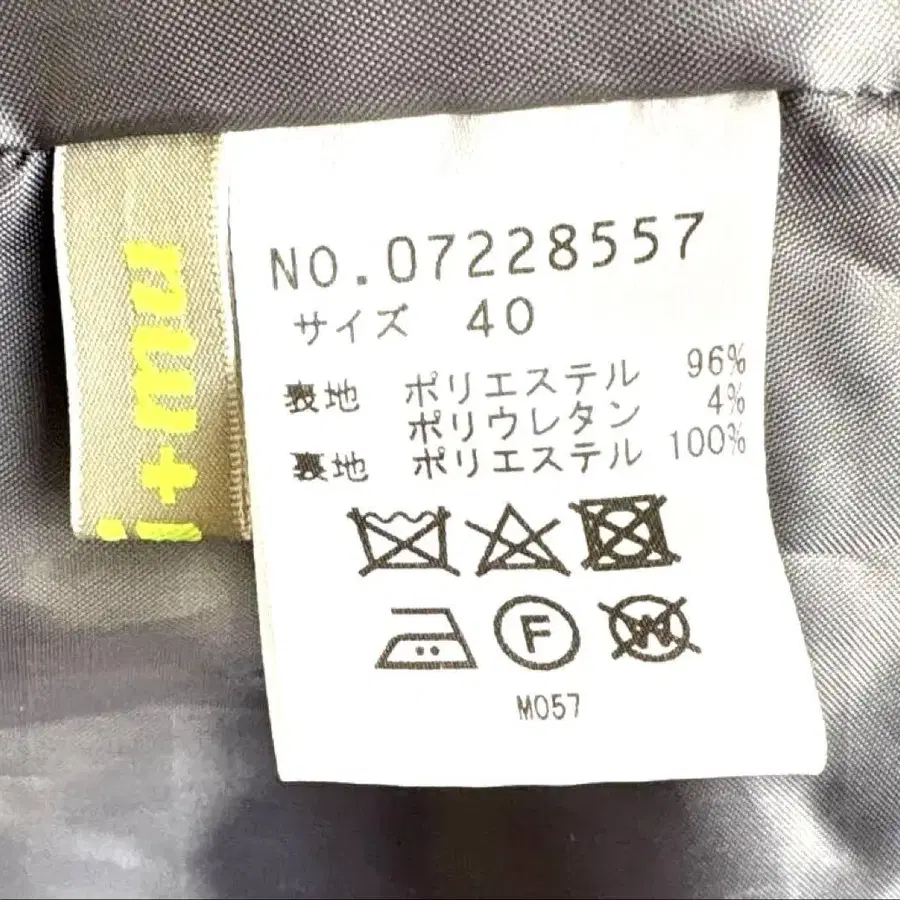 i+mu
NO.07228557
サイズ 40
表地 ポリエステル 96%
ポリウレタン 4%
裏地 ポリエステル 100%
F
W
M057